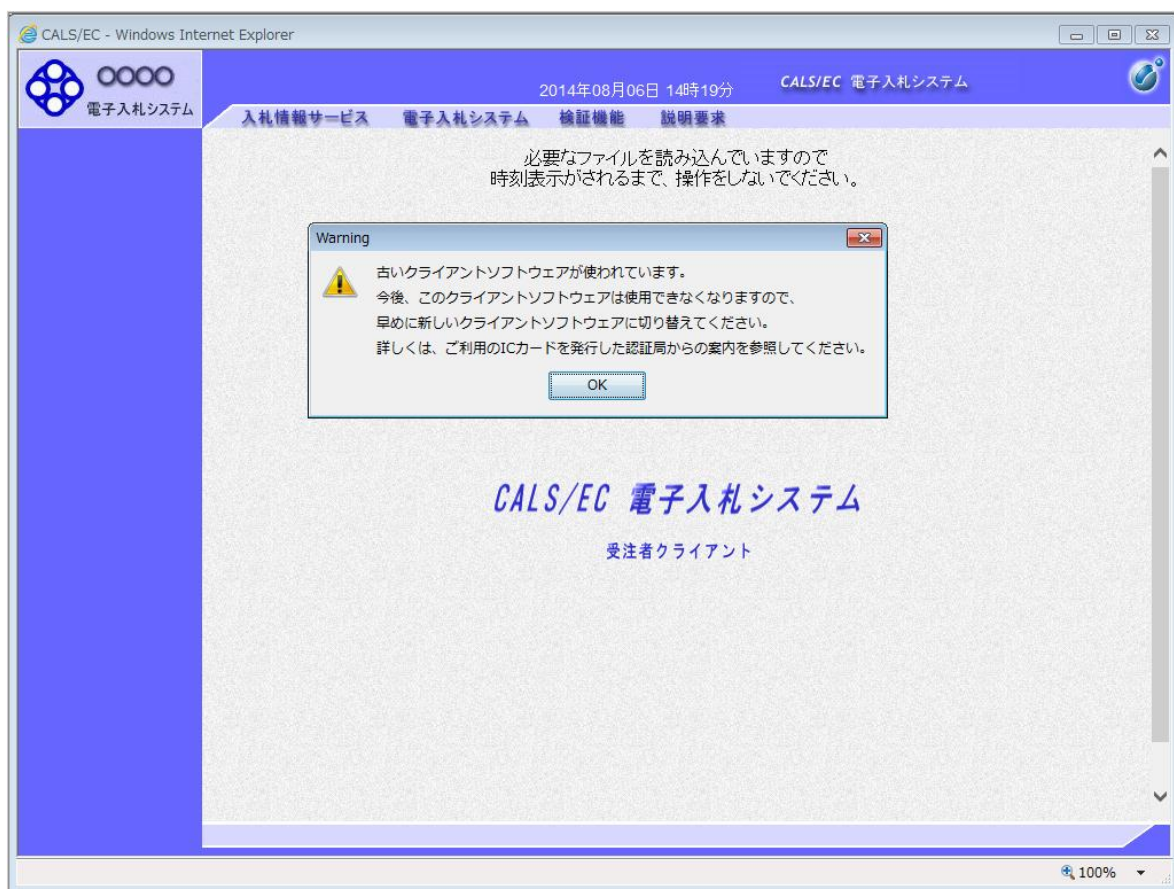 CALS/EC - Windows Internet Explorer
〇〇〇〇
電子入札システム
2014年08月06日 14時19分
CALS/EC 電子入札システム
入札情報サービス 電子入札システム 検証機能 説明要求
必要なファイルを読み込んでいますので
時刻表示がされるまで、操作をしないでください。
Warning
古いクライアントソフトウェアが使われています。
今後、このクライアントソフトウェアは使用できなくなりますので、
早めに新しいクライアントソフトウェアに切り替えてください。
詳しくは、ご利用のICカードを発行した認証局からの案内を参照してください。
OK
CALS/EC 電子入札システム
受注者クライアント
100%